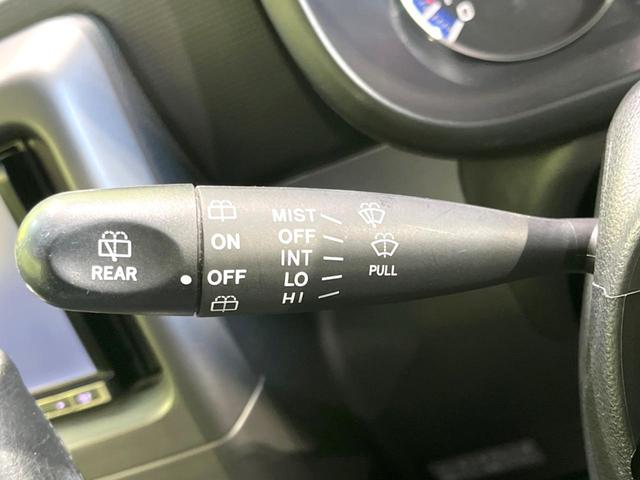 REAR
ON
OFF
MIST
OFF
INT
LO
HI
PULL